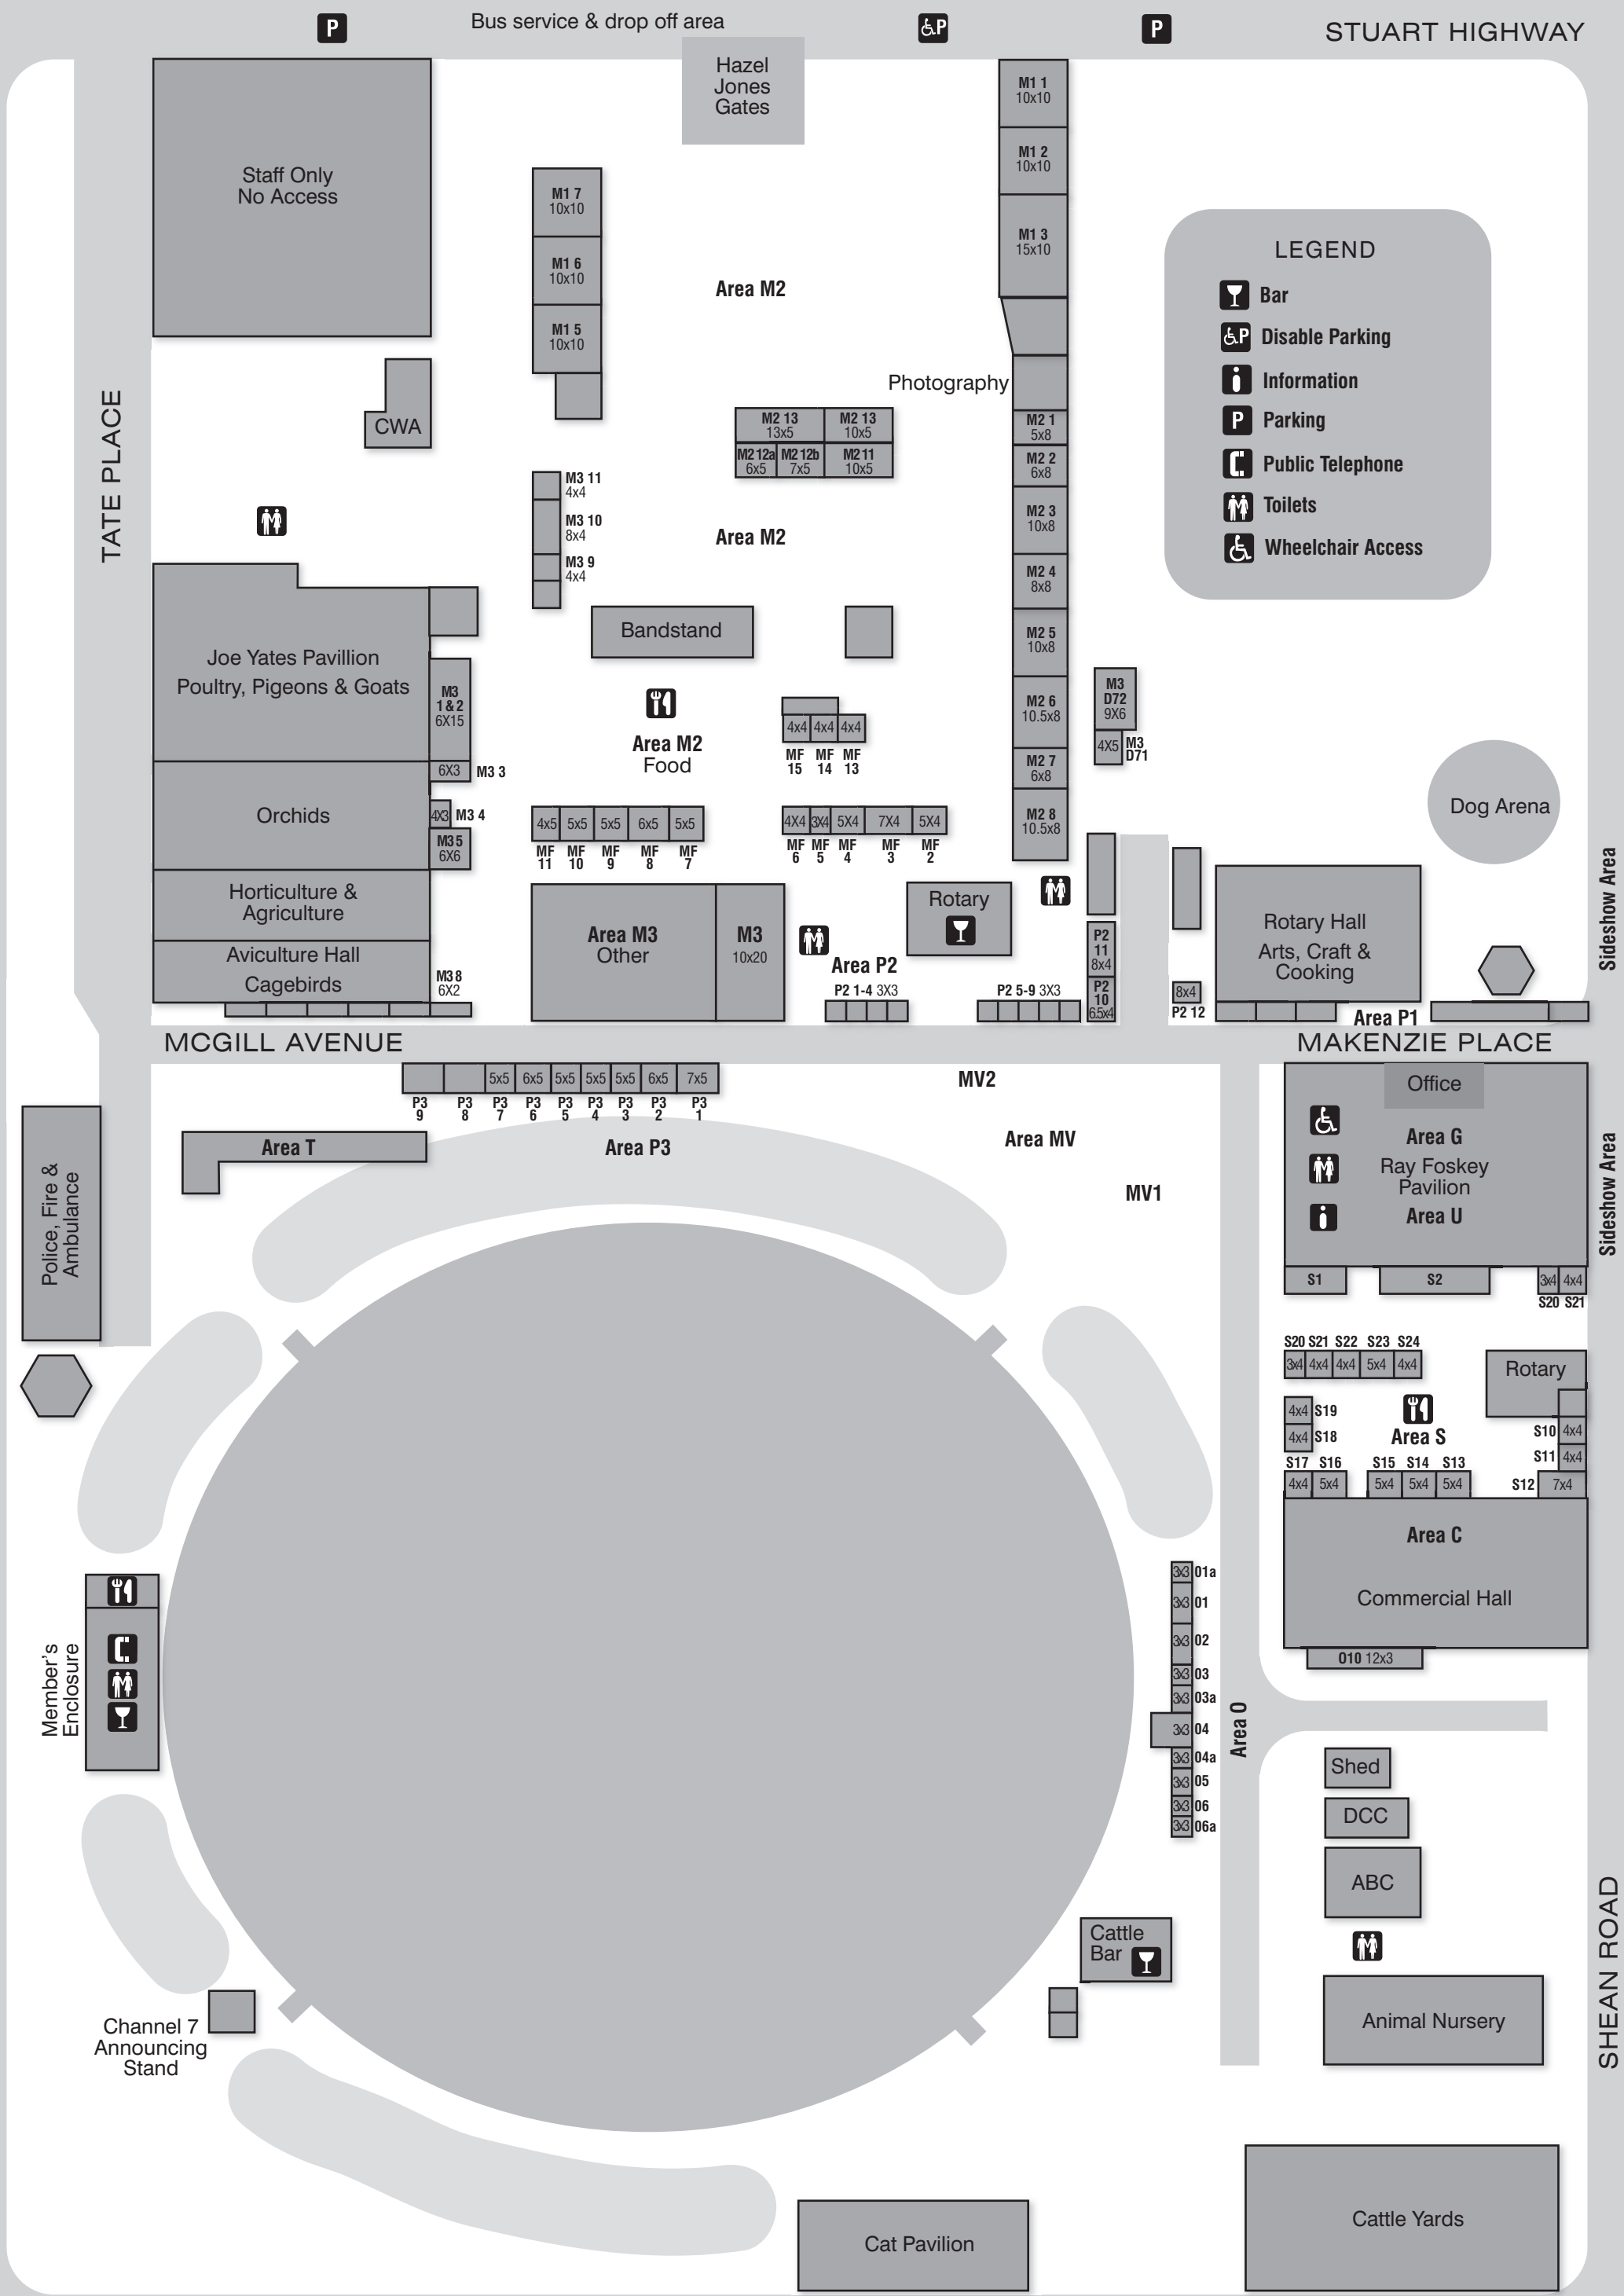 P
Bus service & drop off area
P
P
STUART HIGHWAY
Hazel
Jones
Gates
Staff Only
No Access
TATE PLACE
CWA
M1 7
10x10
M1 6
10x10
M1 5
10x10
Area M2
M1 1
10x10
M1 2
10x10
M1 3
15x10
Photography
LEGEND
Bar
P Disable Parking
Information
P Parking
Public Telephone
Toilets
Wheelchair Access
M2 13
13x5
M2 13
10x5
M2 12a
6x5
M2 12b
7x5
M2 11
10x5
M3 11
4x4
M3 10
8x4
M3 9
4x4
Area M2
M2 1
5x8
M2 2
6x8
M2 3
10x8
M2 4
8x8
M2 5
10x8
M2 6
10.5x8
M2 7
6x8
M2 8
10.5x8
Bandstand
Joe Yates Pavillion
Poultry, Pigeons & Goats
M3
1 & 2
6X15
6X3 M3 3
Orchids
4X3 M3 4
M3 5
6X6
Horticulture &
Agriculture
Aviculture Hall
Cagebirds
M3 8
6X2
Area M2
Food
4x4 4x4 4x4
MF MF MF
15 14 13
M3
D72
9X6
4X5 M3
D71
Dog Arena
4x5 5x5 5x5 6x5 5x5
MF MF MF MF MF
11 10 9 8 7
4X4 3X4 5X4 7X4 5X4
MF MF MF MF MF
6 5 4 3 2
Area M3
Other
M3
10x20
Rotary
Area P2
P2 1-4 3X3
P2 5-9 3X3
P2
11
8x4
P2
10
6.5x4
8x4
P2 12
Rotary Hall
Arts, Craft &
Cooking
Area P1
Sideshow Area
MCGILL AVENUE
MAKENZIE PLACE
5x5 6x5 5x5 5x5 5x5 6x5 7x5
P3 P3 P3 P3 P3 P3 P3 P3 P3
9 8 7 6 5 4 3 2 1
Area T
Area P3
MV2
Area MV
MV1
Police, Fire &
Ambulance
Office
Area G
Ray Foskey
Pavilion
Area U
Sideshow Area
S1
S2
3x4 4x4
S20 S21
S20 S21 S22 S23 S24
3x4 4x4 4x4 5x4 4x4
Rotary
4x4 S19
4x4 S18
Area S
S10 4x4
S11 4x4
S17 S16 S15 S14 S13
4x4 5x4 5x4 5x4 5x4
S12 7x4
Area C
Commercial Hall
O10 12x3
Member's
Enclosure
3x3 01a
3x3 01
3x3 02
3x3 03
3x3 03a
3x3 04
3x3 04a
3x3 05
3x3 06
3x3 06a
Area O
Shed
DCC
ABC
Cattle
Bar
Animal Nursery
SHEAN ROAD
Channel 7
Announcing
Stand
Cat Pavilion
Cattle Yards